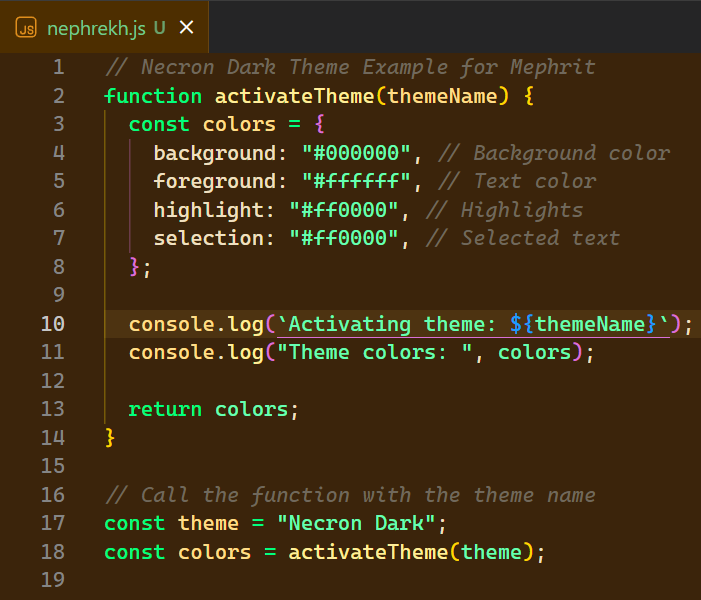 JS nephrekh.js U ×
1 // Necron Dark Theme Example for Mephrit
2 function activateTheme(themeName) {
3 const colors = {
4 background: "#000000", // Background color
5 foreground: "#ffffff", // Text color
6 highlight: "#ff0000", // Highlights
7 selection: "#ff0000", // Selected text
8 };
9
10 console.log(`Activating theme: ${themeName}`);
11 console.log("Theme colors: ", colors);
12
13 return colors;
14 }
15
16 // Call the function with the theme name
17 const theme = "Necron Dark";
18 const colors = activateTheme(theme);
19